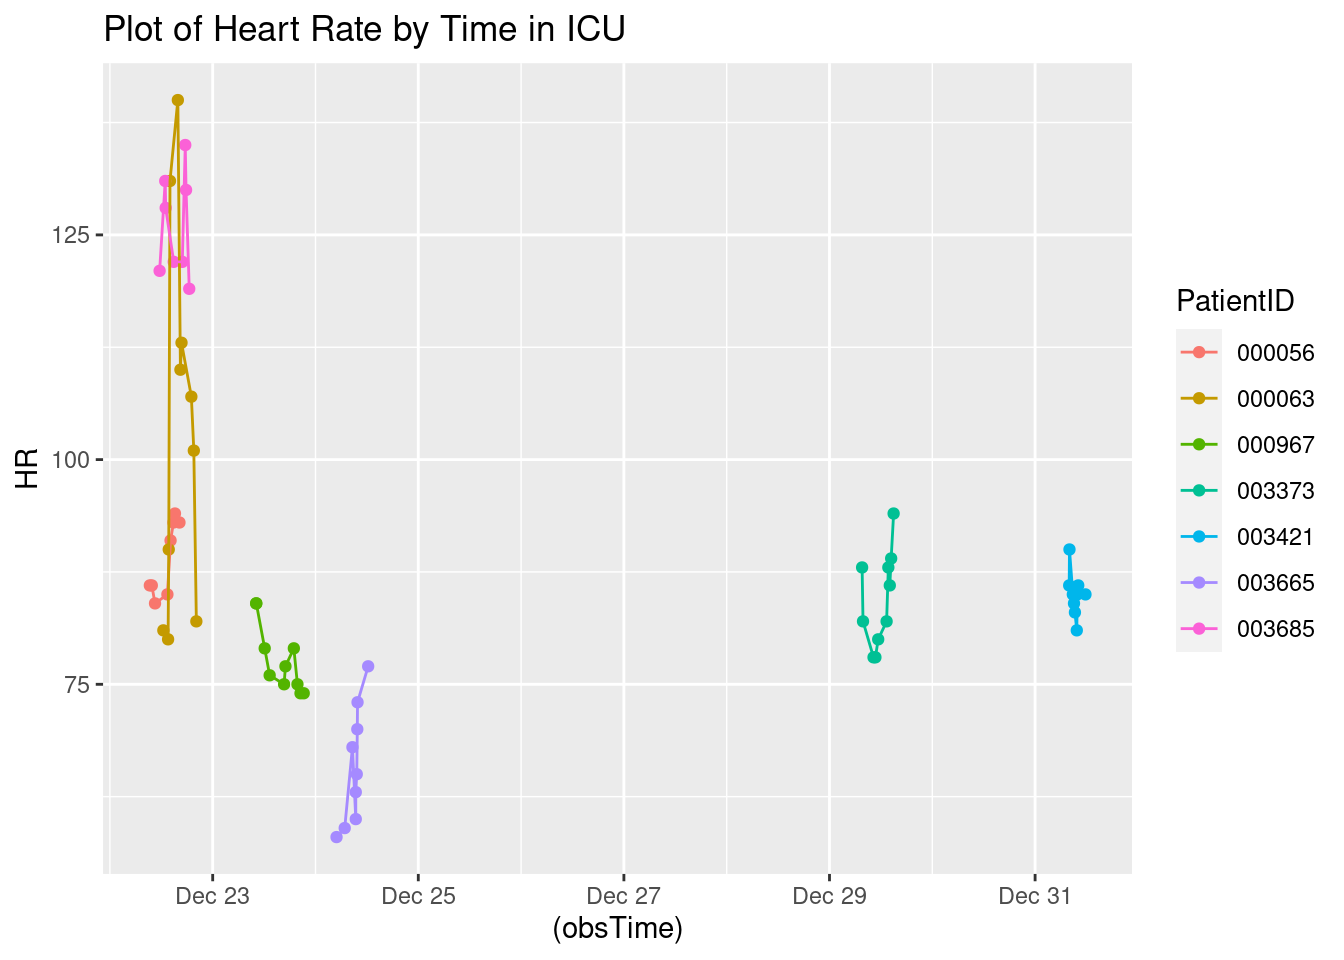 Plot of Heart Rate by Time in ICU
125
100
75
HR
Dec 23 Dec 25 Dec 27 Dec 29 Dec 31
(obsTime)
PatientID
000056
000063
000967
003373
003421
003665
003685